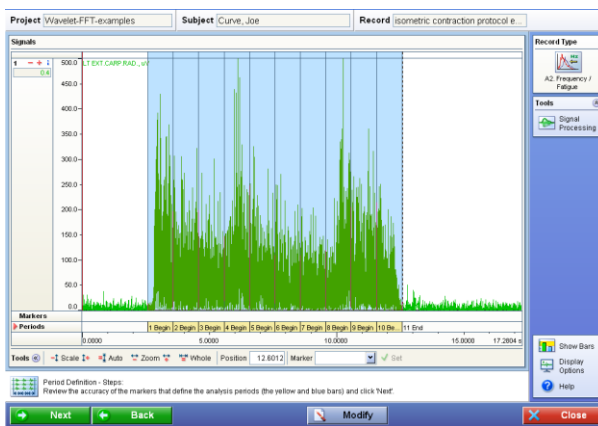 Project Wavelet-FFT-examples Subject Curve, Joe Record isometric contraction protocol e...
Signals
Record Type
1 − + 500.0 LT EXT.CARP.RAD., uV
0.4
450.0
400.0
350.0
300.0
250.0
200.0
150.0
100.0
50.0
0.0
A2. Frequency /
Fatigue
Tools
Signal
Processing
Markers
Periods 1 Begin 2 Begin 3 Begin 4 Begin 5 Begin 6 Begin 7 Begin 8 Begin 9 Begin 10 Be... 11 End
0.0000 5.0000 10.0000 15.0000 17.2804 s
Tools Scale Auto Zoom Whole Position 12.6012 Marker Set
Show Bars
Display
Options
Help
Period Definition - Steps:
Review the accuracy of the markers that define the analysis periods (the yellow and blue bars) and click 'Next'.
Next Back Modify Close